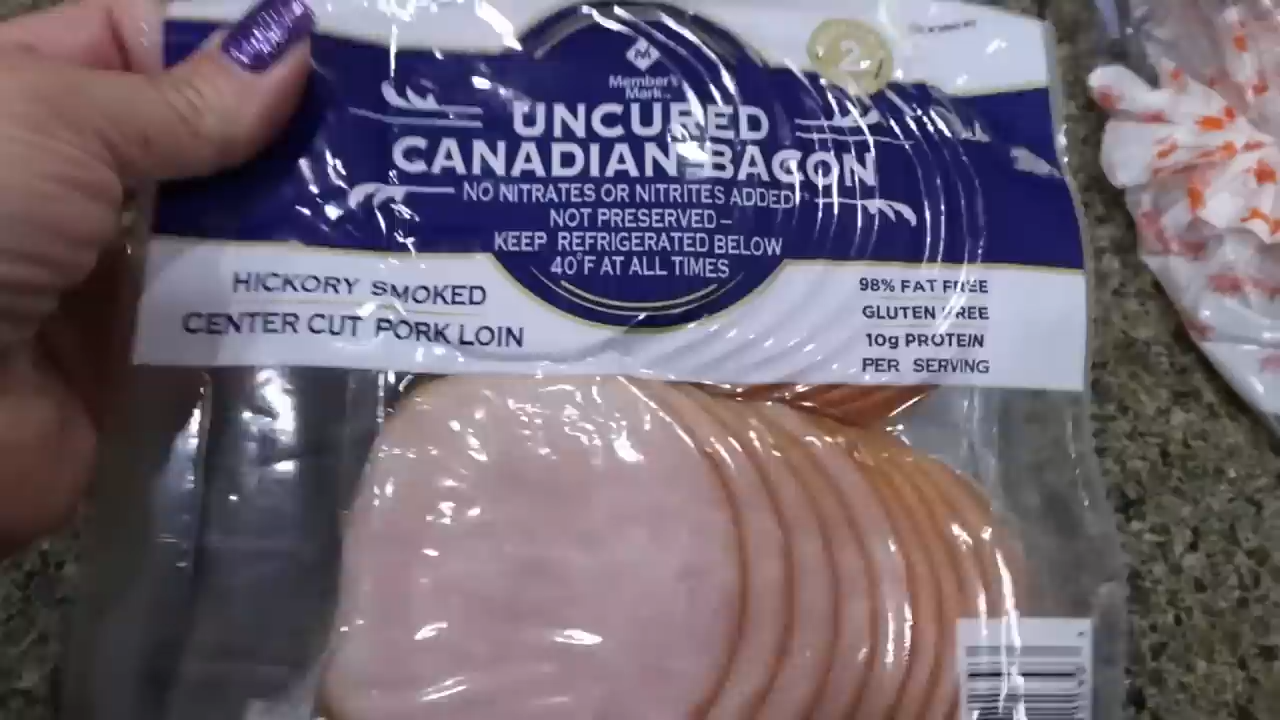 2
Member's
Mark
UNCURED
CANADIAN BACON
NO NITRATES OR NITRITES ADDED
NOT PRESERVED –
KEEP REFRIGERATED BELOW
40°F AT ALL TIMES
HICKORY SMOKED
CENTER CUT PORK LOIN
98% FAT FREE
GLUTEN FREE
10g PROTEIN
PER SERVING